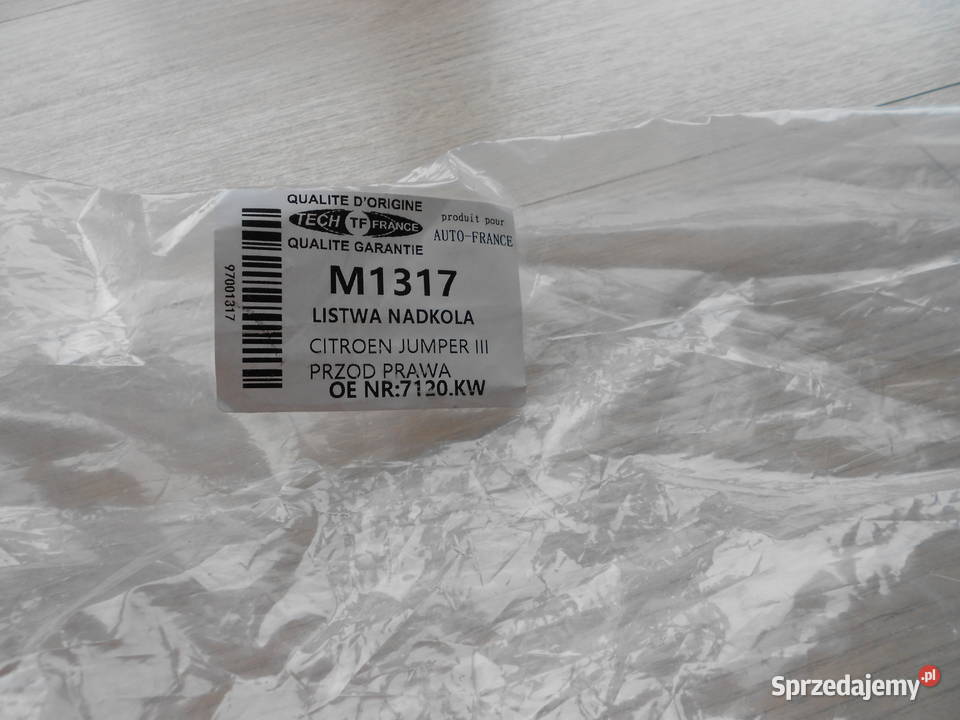 QUALITE D'ORIGINE
TECH TF FRANCE
QUALITE GARANTIE
produit pour
AUTO-FRANCE
97001317
M1317
LISTWA NADKOLA
CITROEN JUMPER III
PRZOD PRAWA
OE NR:7120.KW
Sprzedajemy.pl